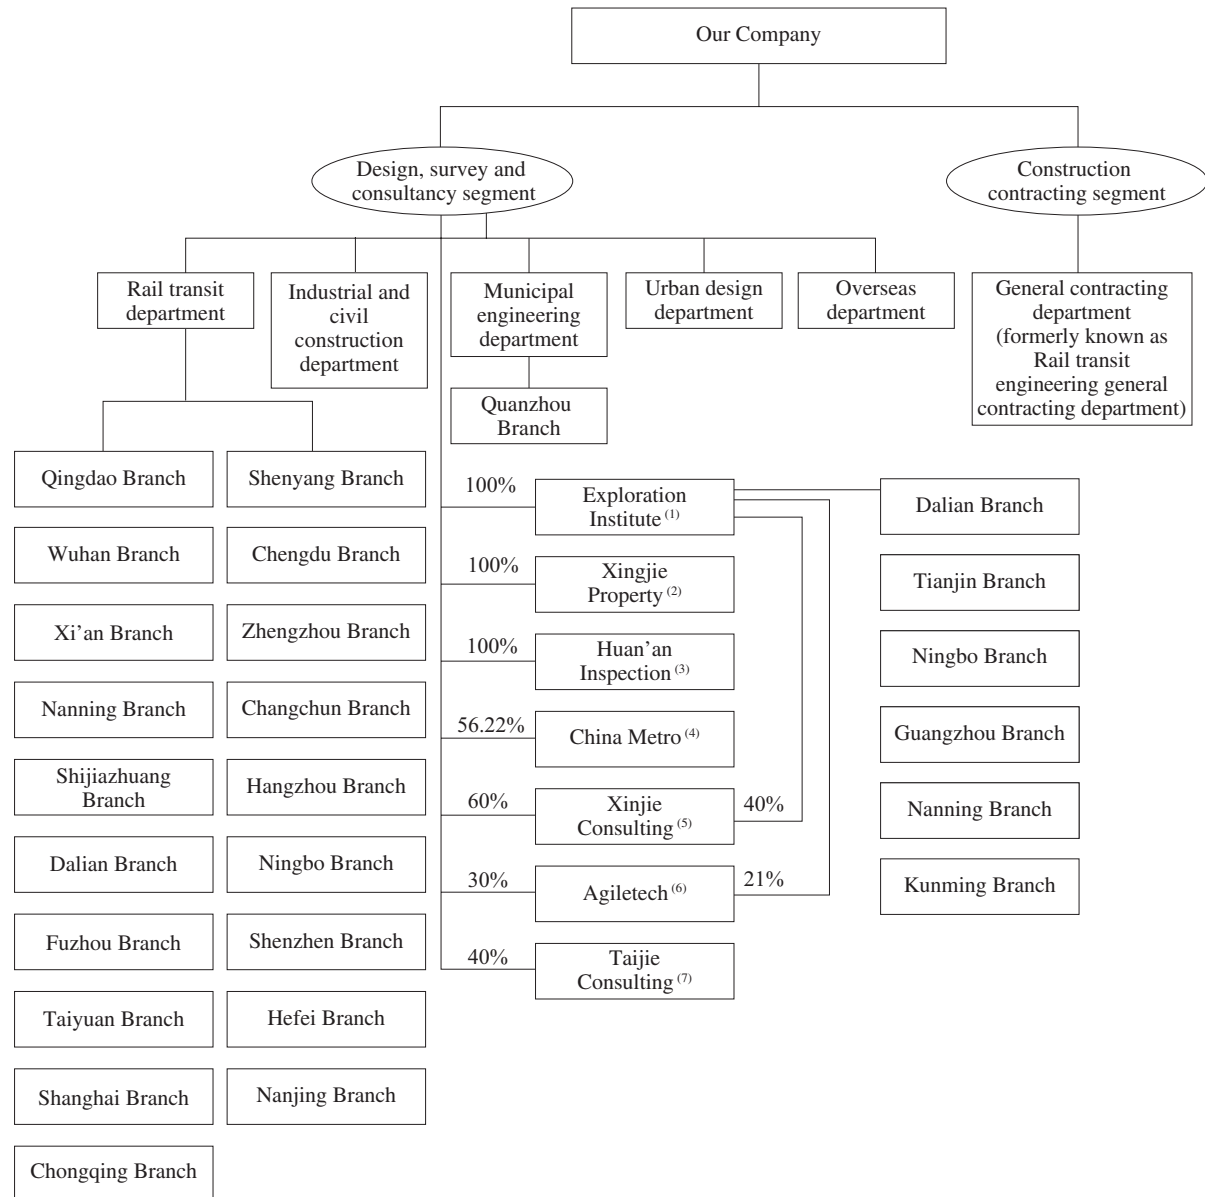 Our Company
Design, survey and
consultancy segment
Construction
contracting segment
Rail transit
department
Industrial and
civil
construction
department
Municipal
engineering
department
Urban design
department
Overseas
department
General contracting
department
(formerly known as
Rail transit
engineering general
contracting department)
Quanzhou
Branch
Qingdao Branch
Wuhan Branch
Xi’an Branch
Nanning Branch
Shijiazhuang
Branch
Dalian Branch
Fuzhou Branch
Taiyuan Branch
Shanghai Branch
Chongqing Branch
Shenyang Branch
Chengdu Branch
Zhengzhou Branch
Changchun Branch
Hangzhou Branch
Ningbo Branch
Shenzhen Branch
Hefei Branch
Nanjing Branch
100%
Exploration
Institute (1)
100%
Xingjie
Property (2)
100%
Huan’an
Inspection (3)
56.22%
China Metro (4)
60%
Xinjie
Consulting (5)
40%
30%
Agiletech (6)
21%
40%
Taijie
Consulting (7)
Dalian Branch
Tianjin Branch
Ningbo Branch
Guangzhou Branch
Nanning Branch
Kunming Branch